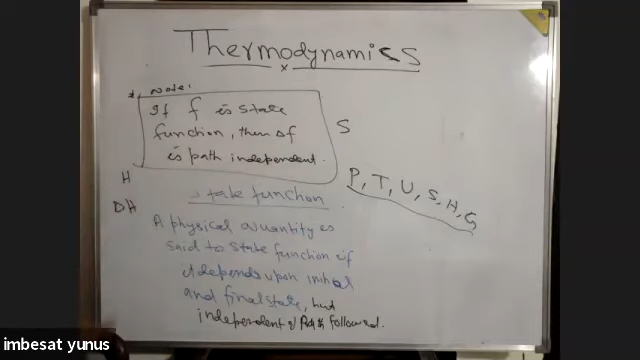 Thermodynamics
x
* Note:
If f is state
function, then Δf
is path independent.
S
H
P, T, U, S, H, G
State function
ΔH
A physical quantity is
said to state function if
it depends upon initial
and final state, but
independent of Path followed.
imbesat yunus